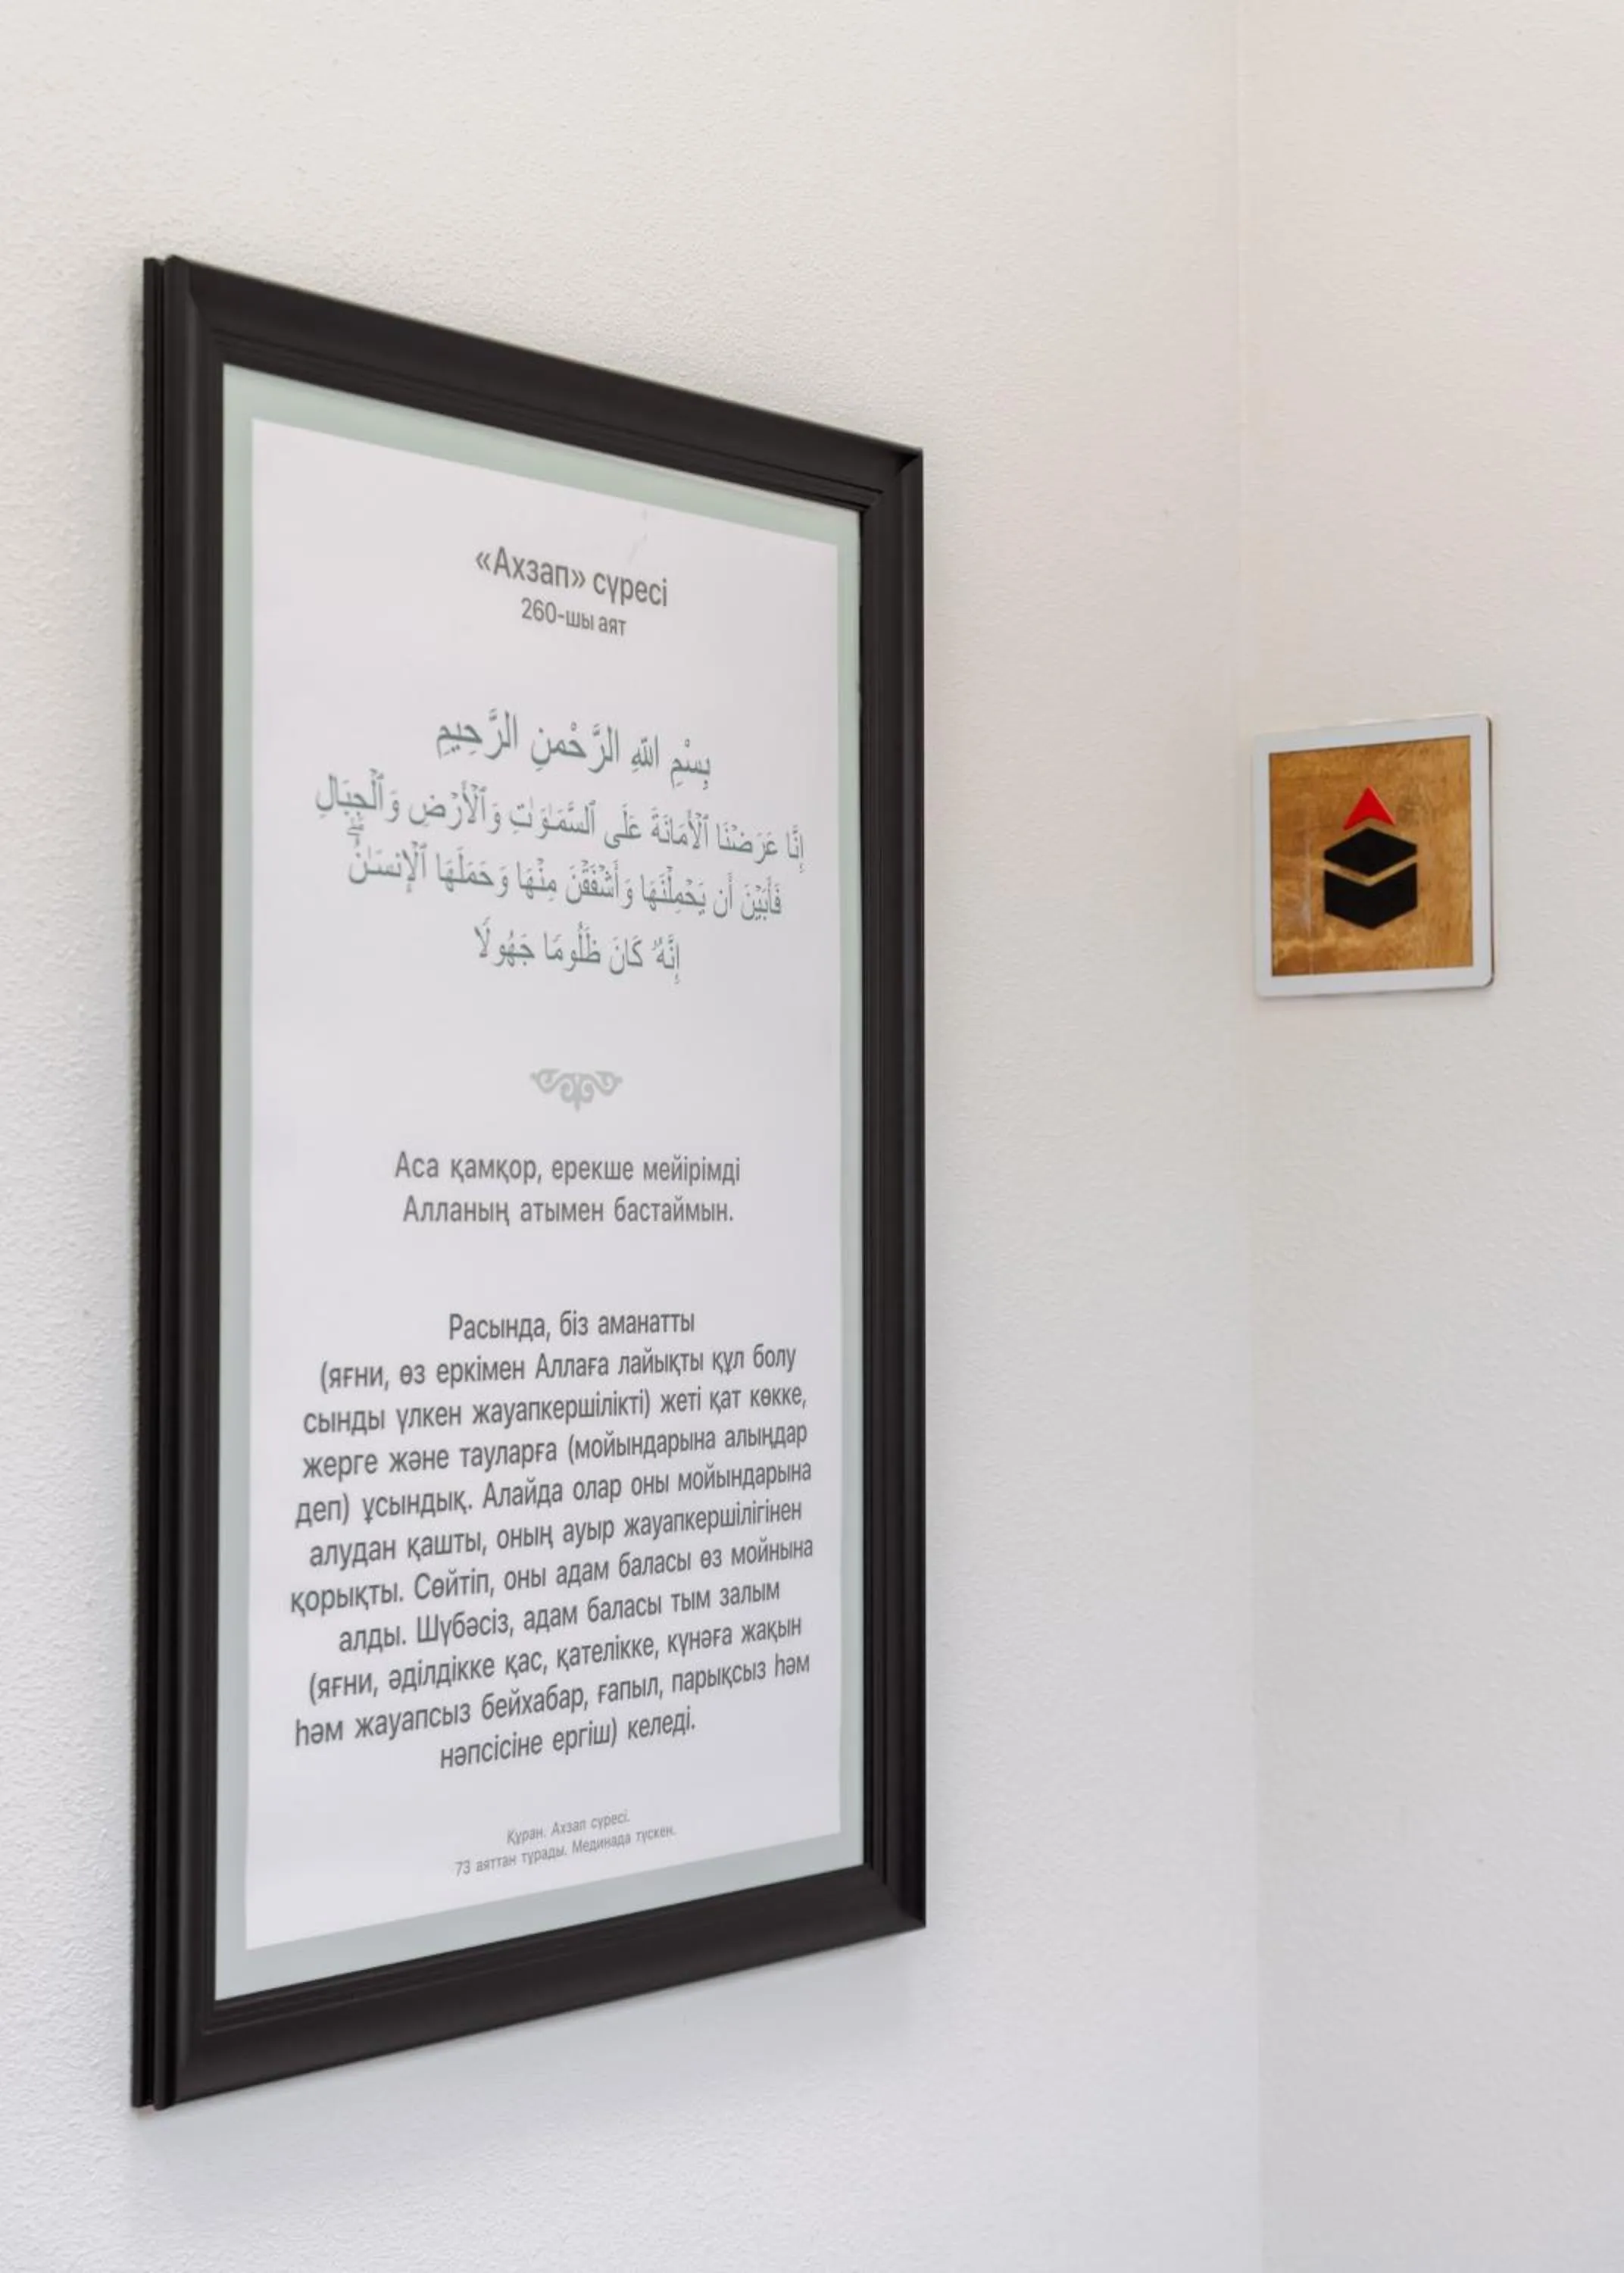 «Ахзап» сүресі
260-шы аят
بِسْمِ اللّٰهِ الرَّحْمنِ الرَّحِيمِ
إِنَّا عَرَضْنَا ٱلْأَمَانَةَ عَلَى ٱلسَّمَـٰوَٰتِ وَٱلْأَرْضِ وَٱلْجِبَالِ
فَأَبَيْنَ أَن يَحْمِلْنَهَا وَأَشْفَقْنَ مِنْهَا وَحَمَلَهَا ٱلْإِنسَـٰنُ ۖ
إِنَّهُۥ كَانَ ظَلُومًا جَهُولًا
Аса қамқор, ерекше мейірімді
Алланың атымен бастаймын.
Расында, біз аманатты
(яғни, өз еркімен Аллаға лайықты құл болу
сынды үлкен жауапкершілікті) жеті қат көкке,
жерге және тауларға (мойындарына алыңдар
деп) ұсындық. Алайда олар оны мойындарына
алудан қашты, оның ауыр жауапкершілігінен
қорықты. Сөйтіп, оны адам баласы өз мойнына
алды. Шүбәсіз, адам баласы тым залым
(яғни, әділдікке қас, қателікке, күнәға жақын
һәм жауапсыз бейхабар, ғапыл, парықсыз һәм
нәпсісіне ергіш) келеді.
Құран. Ахзап сүресі.
73 аяттан тұрады. Мединада түскен.